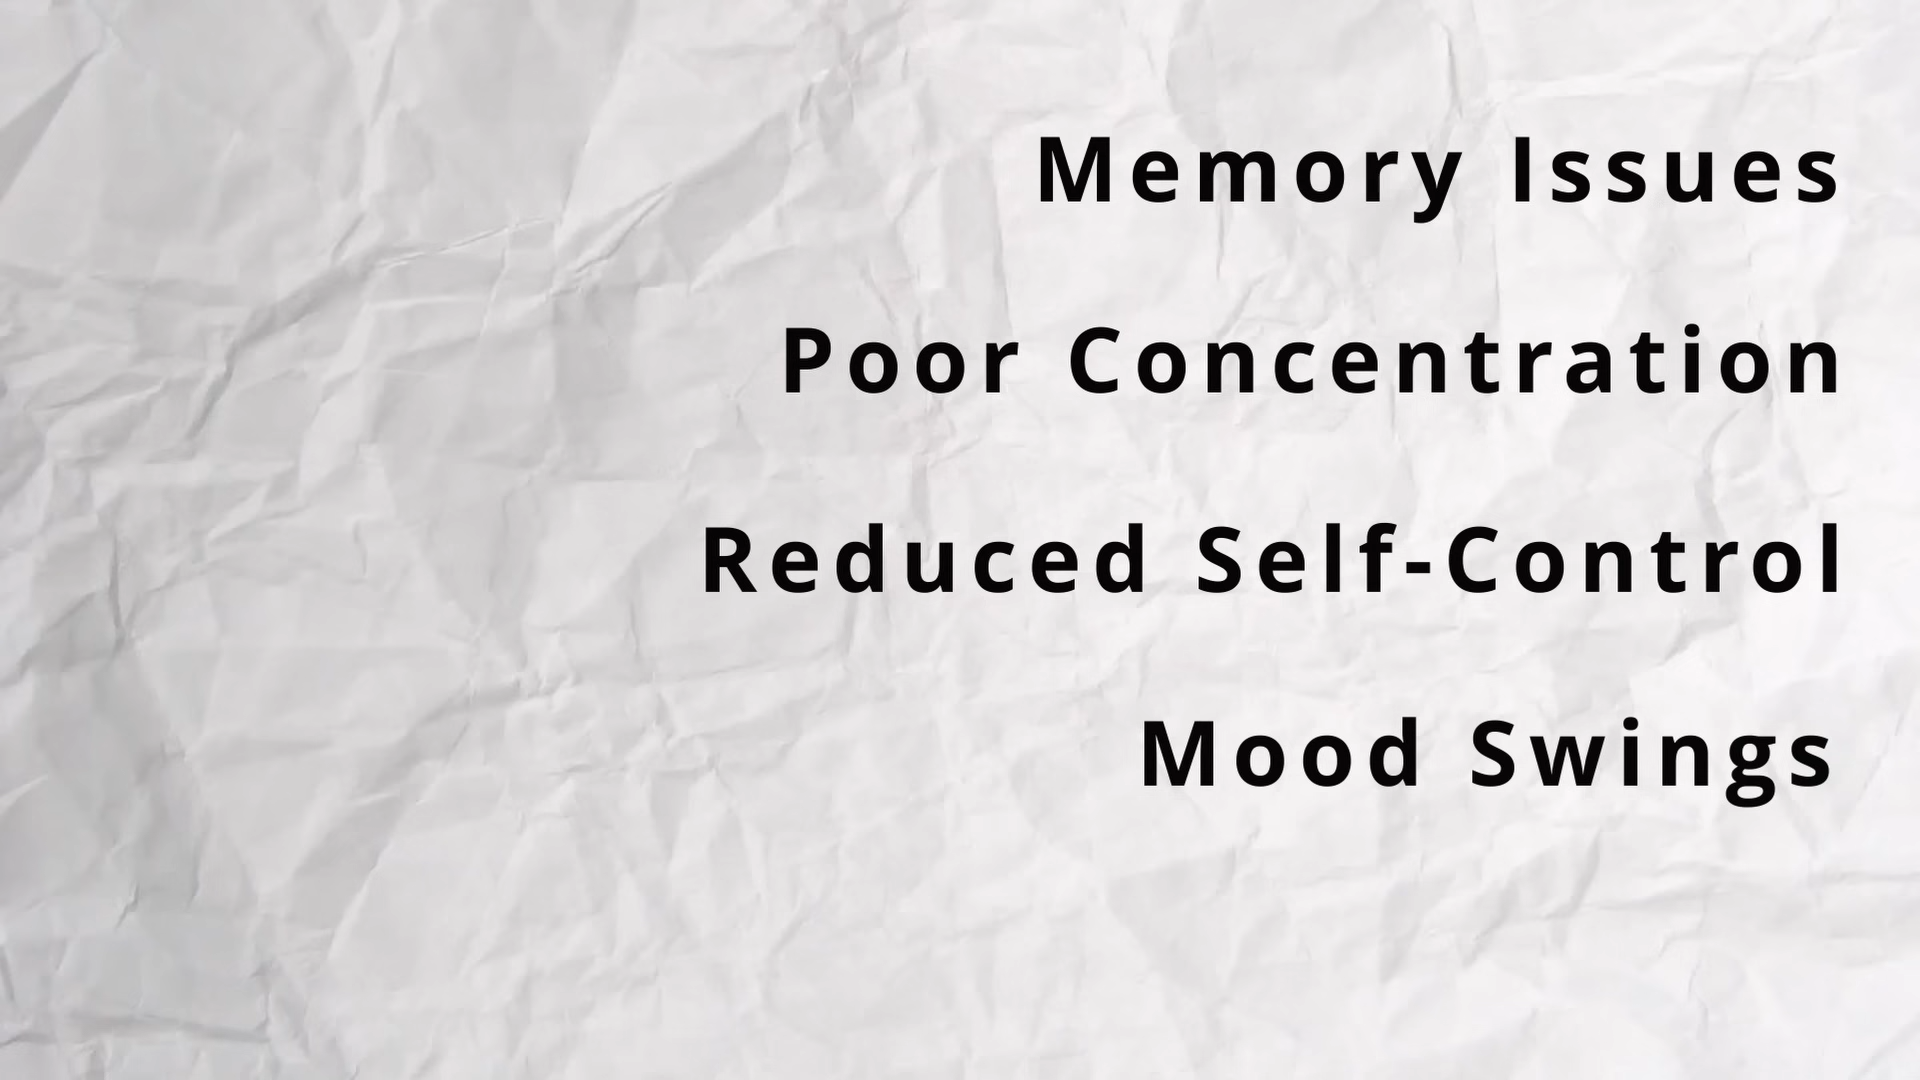 Memory Issues
Poor Concentration
Reduced Self-Control
Mood Swings